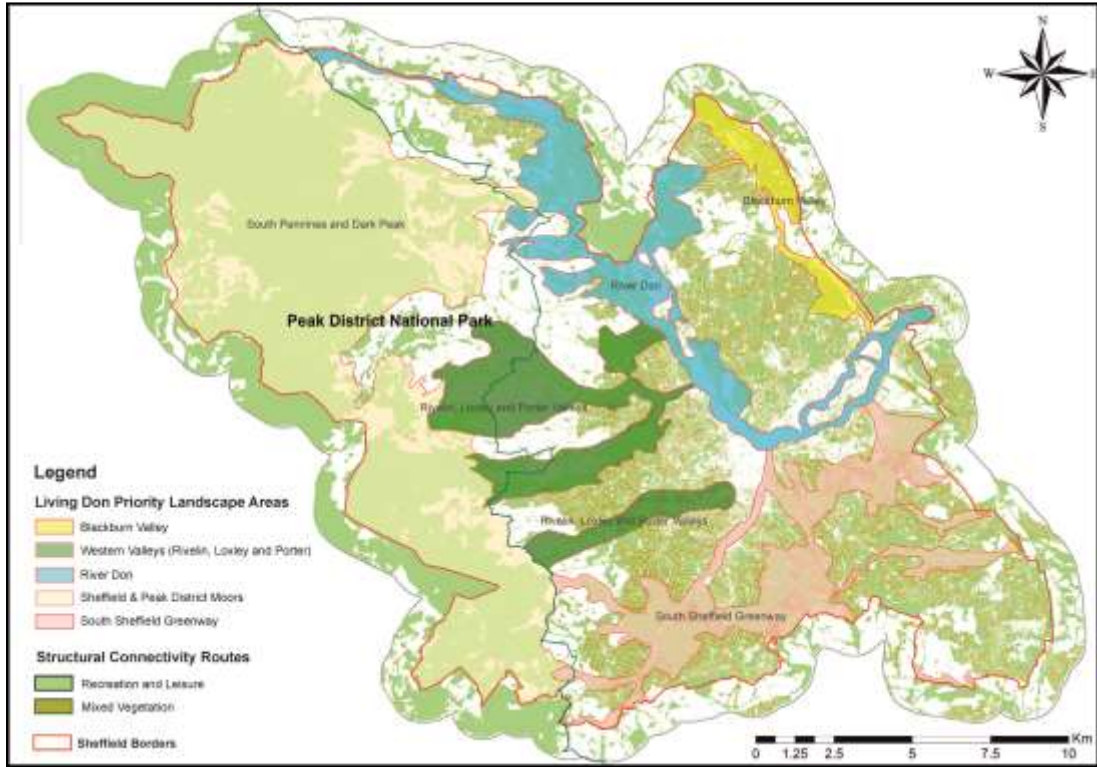 N
W
E
S
Blackburn Valley
South Pennines and Dark Peak
River Don
Peak District National Park
Rivelin, Loxley and Porter Valleys
Rivelin, Loxley and Porter Valleys
South Sheffield Greenway
Legend
Living Don Priority Landscape Areas
Blackburn Valley
Western Valleys (Rivelin, Loxley and Porter)
River Don
Sheffield & Peak District Moors
South Sheffield Greenway
Structural Connectivity Routes
Recreation and Leisure
Mixed Vegetation
Sheffield Borders
Km
0 1.25 2.5 5 7.5 10